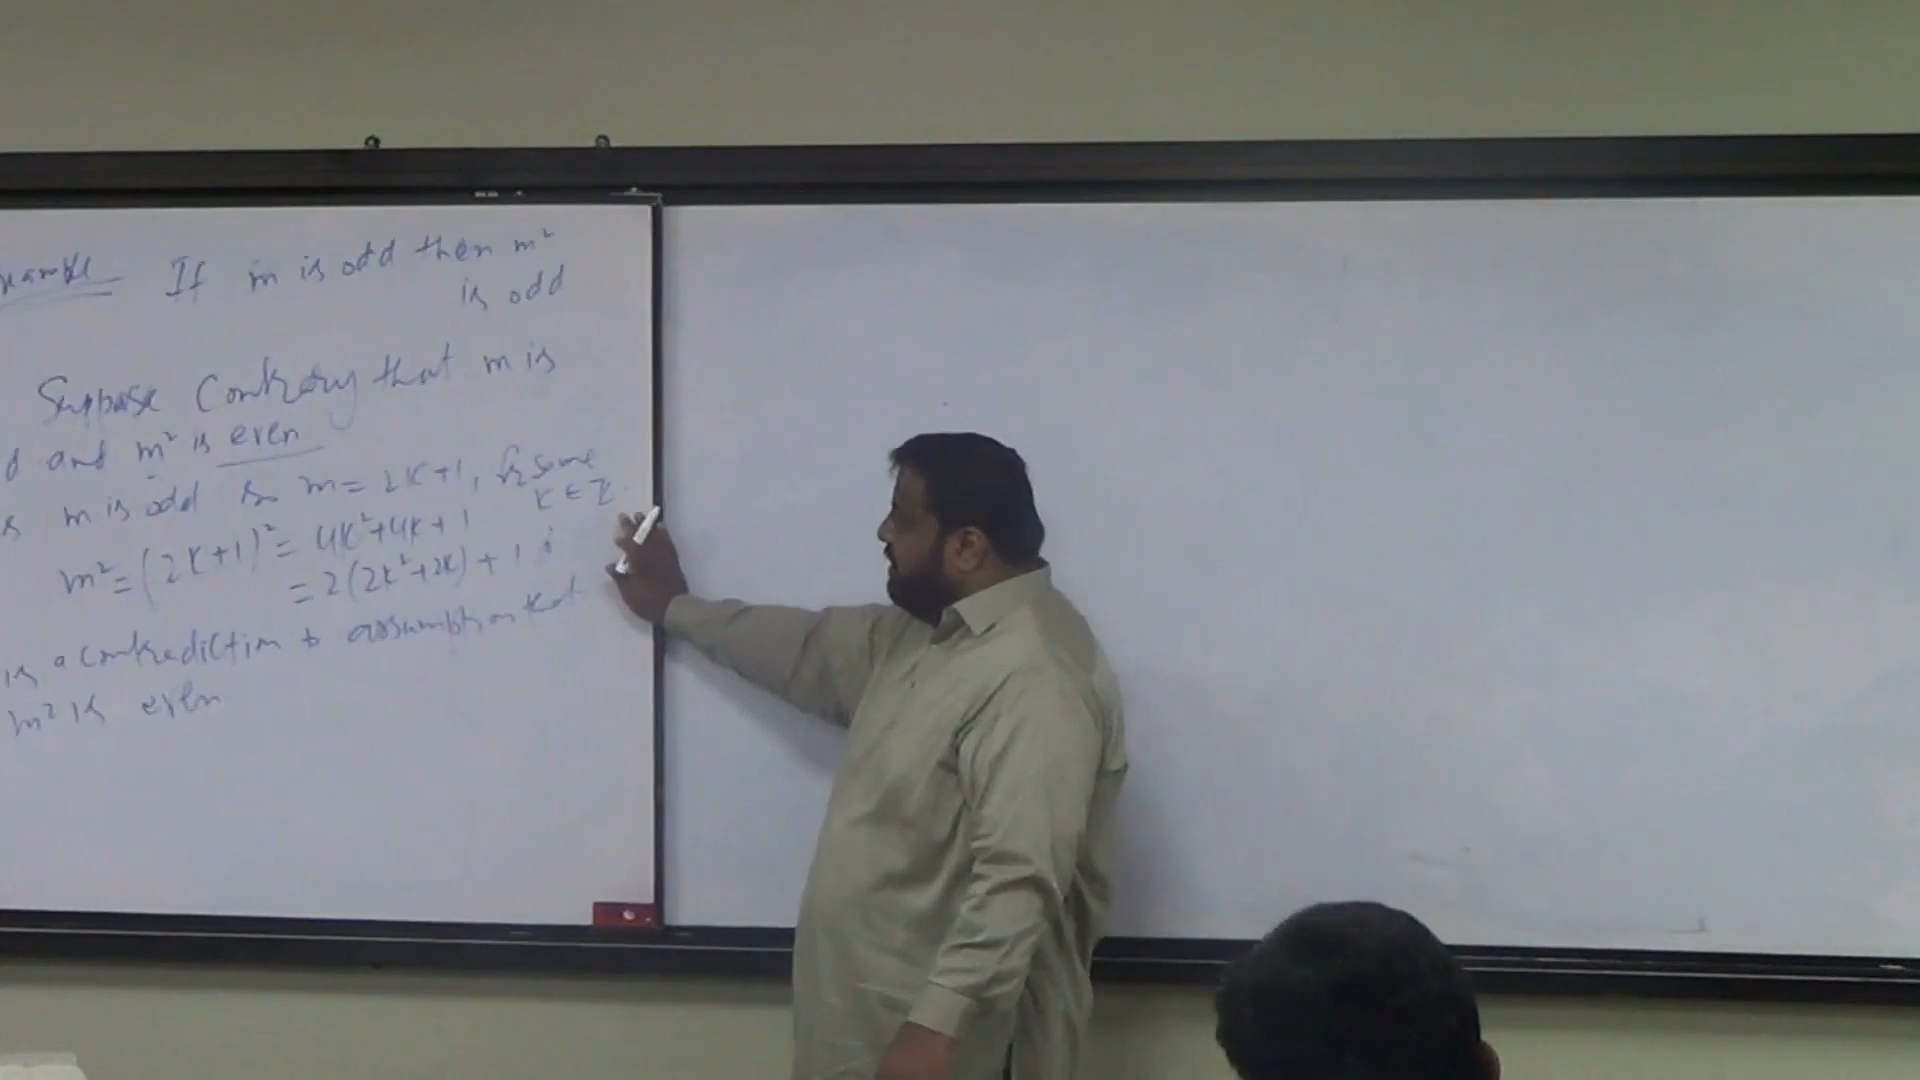 Example If m is odd then m²
is odd
Suppose Contrary that m is
d and m² is even
s m is odd so m = 2K+1, for some
K ∈ Z
m² = (2K+1)² = 4K²+4K+1
= 2(2K²+2K)+1
is a contradiction to assumption that
m² is even